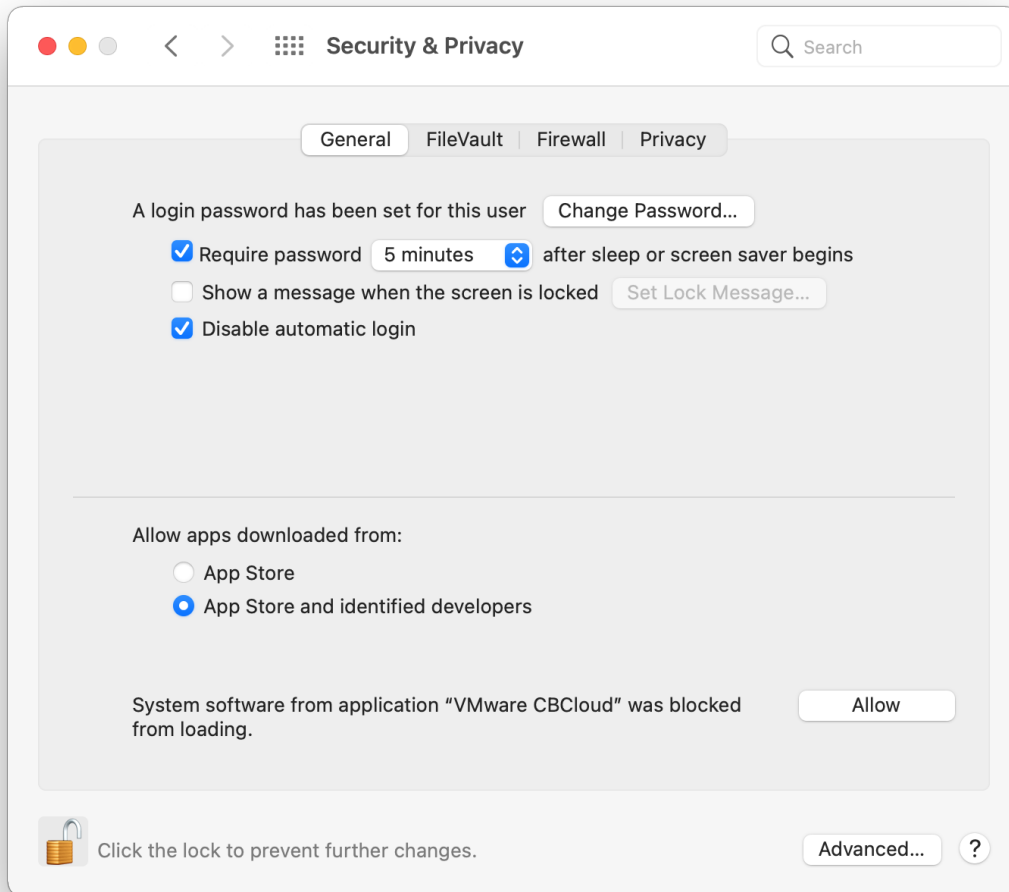 Security & Privacy
Search
General FileVault Firewall Privacy
A login password has been set for this user Change Password...
Require password 5 minutes after sleep or screen saver begins
Show a message when the screen is locked Set Lock Message...
Disable automatic login
Allow apps downloaded from:
App Store
App Store and identified developers
System software from application “VMware CBCloud” was blocked Allow
from loading.
Click the lock to prevent further changes. Advanced... ?